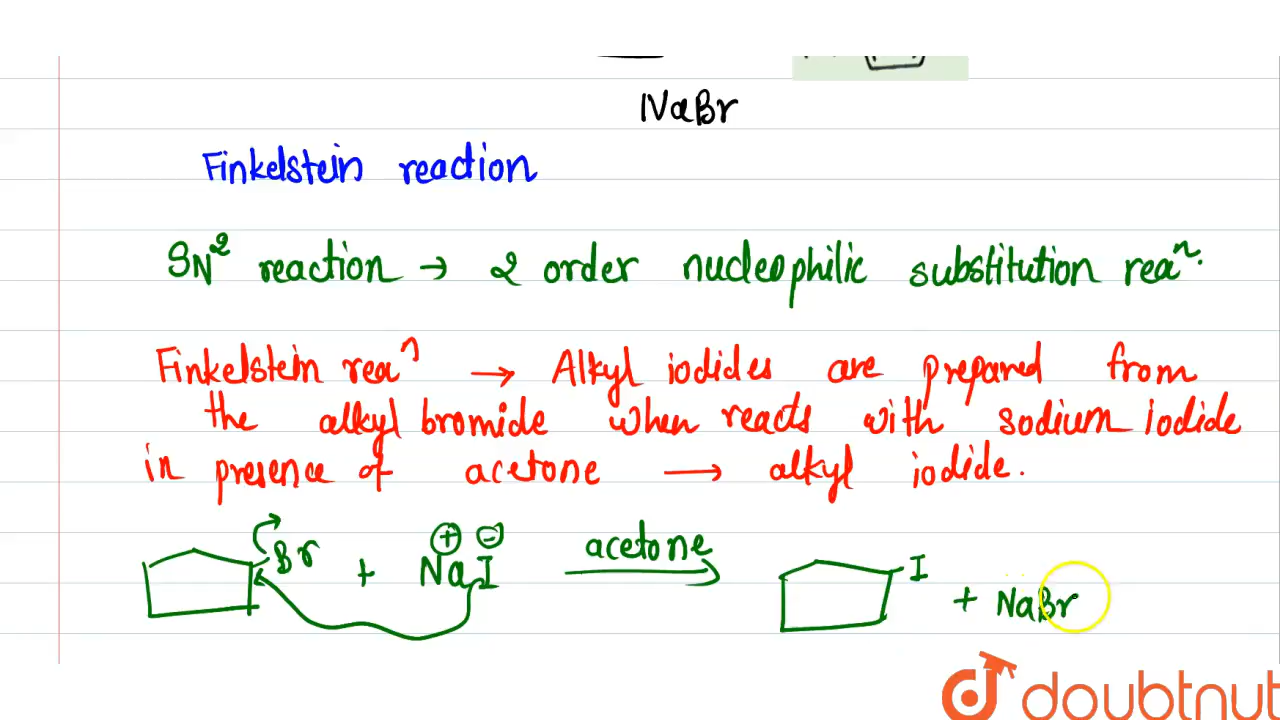 NaBr
Finkelstein reaction
SN² reaction → 2 order nucleophilic substitution reaⁿ.
Finkelstein reaⁿ → Alkyl iodides are prepared from
the alkyl bromide when reacts with sodium iodide
in presence of acetone → alkyl iodide.
Br + Na⊕I⊖ acetone → I + NaBr
doubtnut